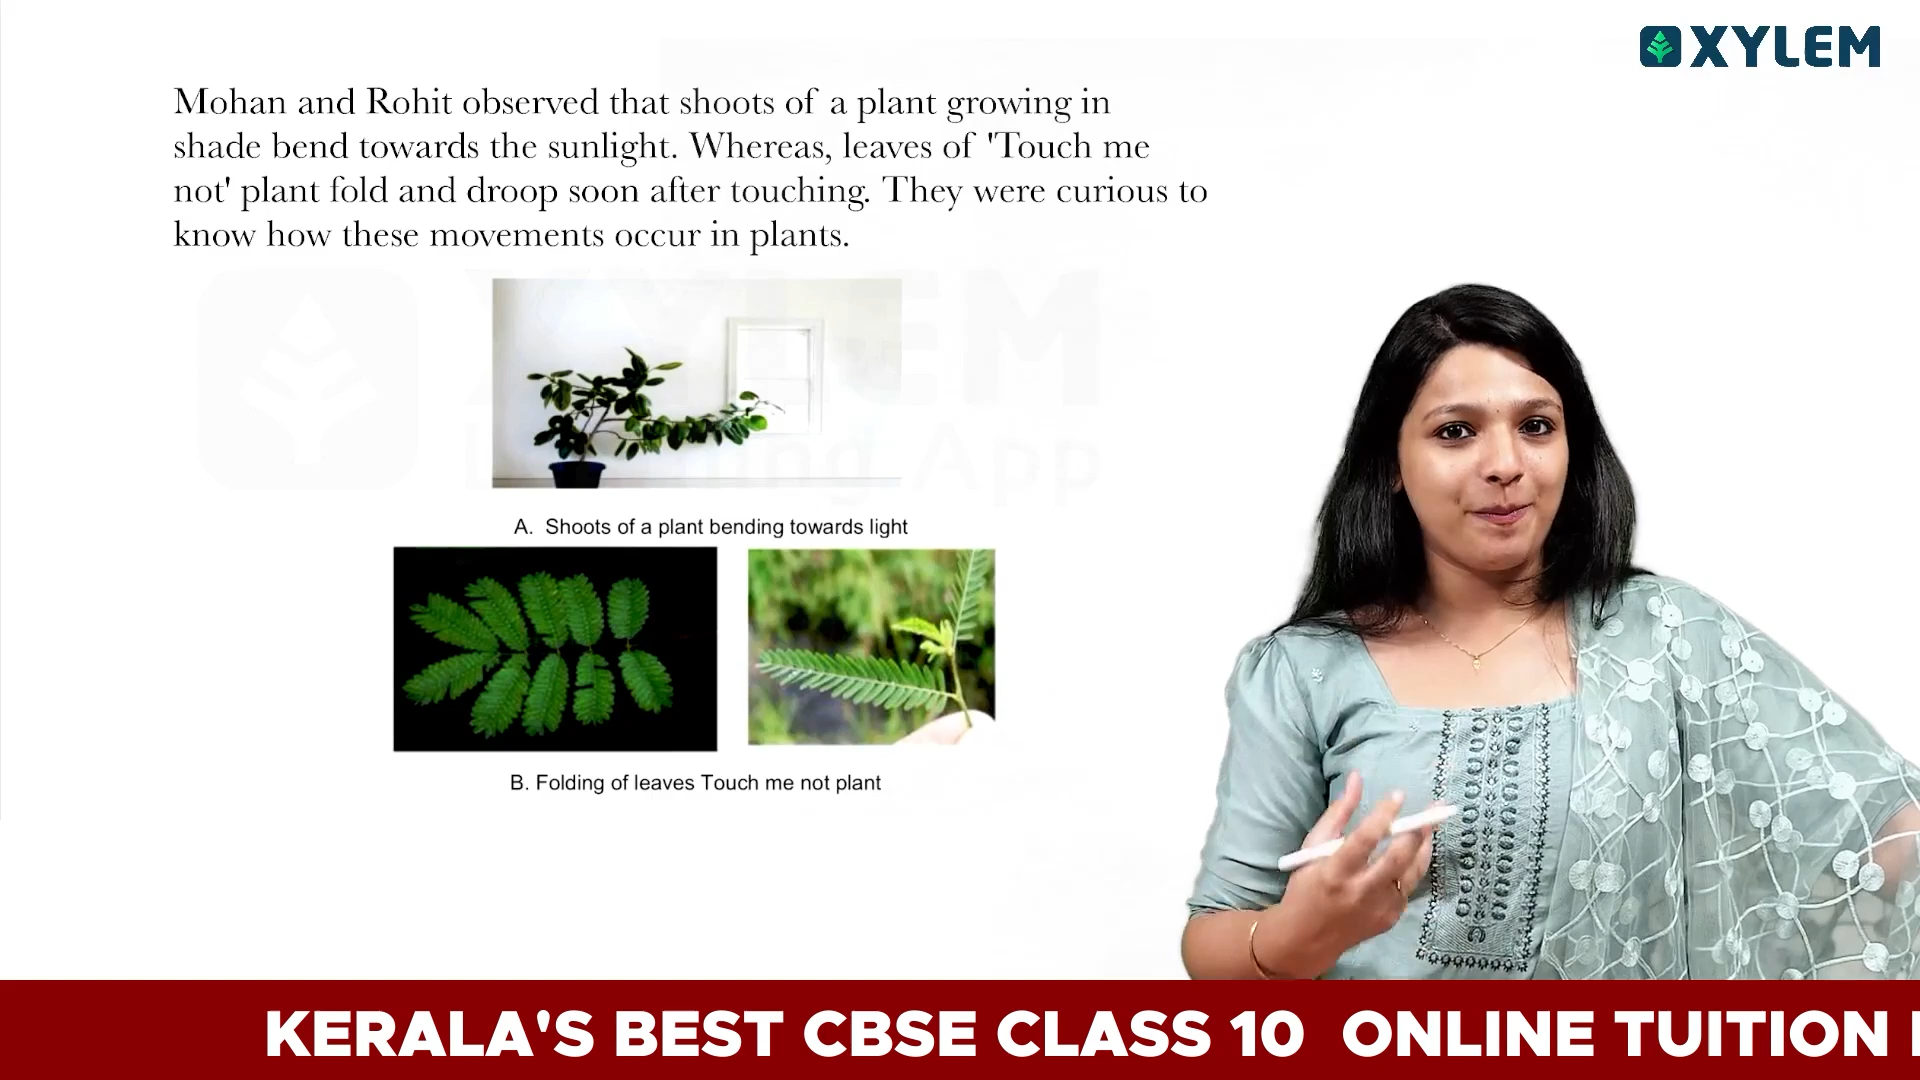 XYLEM
Mohan and Rohit observed that shoots of a plant growing in
shade bend towards the sunlight. Whereas, leaves of 'Touch me
not' plant fold and droop soon after touching. They were curious to
know how these movements occur in plants.
XYLEM
Learning App
A. Shoots of a plant bending towards light
B. Folding of leaves Touch me not plant
KERALA'S BEST CBSE CLASS 10 ONLINE TUITION